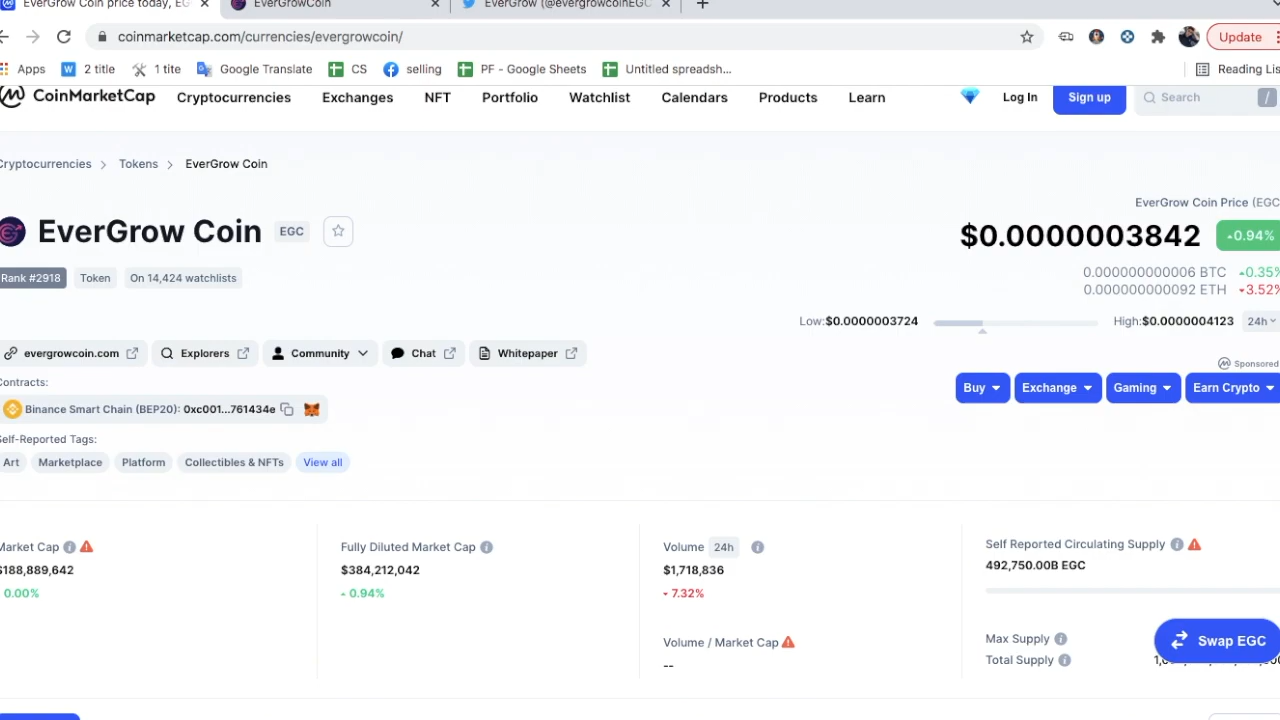 EverGrow Coin price today, EG
EverGrowCoin
EverGrow (@evergrowcoinEGC
coinmarketcap.com/currencies/evergrowcoin/
Update
Apps
2 title
1 tite
Google Translate
CS
selling
PF - Google Sheets
Untitled spreadsh...
Reading Lis
CoinMarketCap
Cryptocurrencies
Exchanges
NFT
Portfolio
Watchlist
Calendars
Products
Learn
Log In
Sign up
Search
/
Cryptocurrencies
Tokens
EverGrow Coin
EverGrow Coin Price (EGC
EverGrow Coin
EGC
$0.0000003842
0.94%
Rank #2918
Token
On 14,424 watchlists
0.000000000006 BTC
0.35%
0.000000000092 ETH
3.52%
Low:$0.0000003724
High:$0.0000004123
24h
evergrowcoin.com
Explorers
Community
Chat
Whitepaper
Sponsored
Contracts:
Buy
Exchange
Gaming
Earn Crypto
Binance Smart Chain (BEP20): 0xc001...761434e
Self-Reported Tags:
Art
Marketplace
Platform
Collectibles & NFTs
View all
Market Cap
$188,889,642
0.00%
Fully Diluted Market Cap
$384,212,042
0.94%
Volume 24h
$1,718,836
7.32%
Volume / Market Cap
--
Self Reported Circulating Supply
492,750.00B EGC
Max Supply
Total Supply
Swap EGC